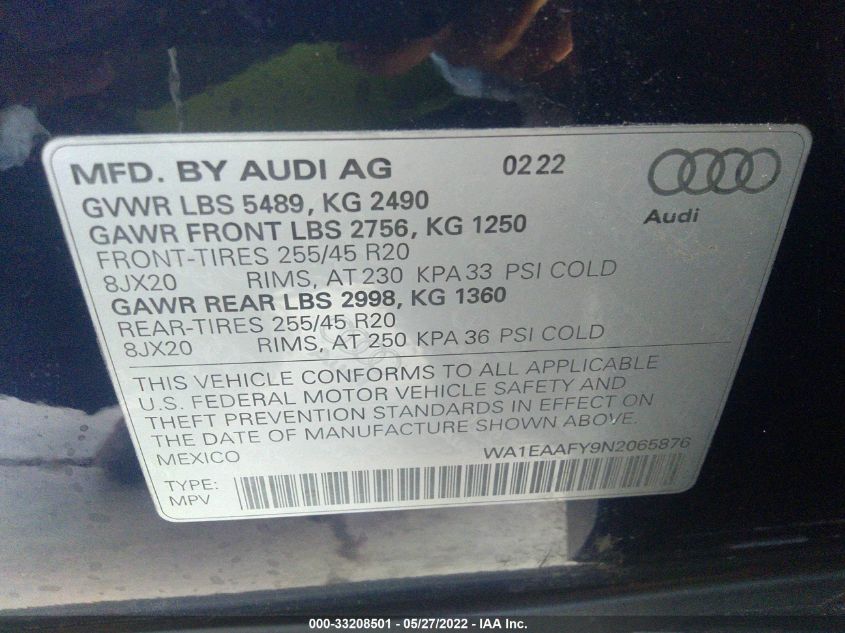 MFD. BY AUDI AG 02 22
GVWR LBS 5489, KG 2490
Audi
GAWR FRONT LBS 2756, KG 1250
FRONT-TIRES 255/45 R20
8JX20 RIMS, AT 230 KPA 33 PSI COLD
GAWR REAR LBS 2998, KG 1360
REAR-TIRES 255/45 R20
8JX20 RIMS, AT 250 KPA 36 PSI COLD
THIS VEHICLE CONFORMS TO ALL APPLICABLE
U.S. FEDERAL MOTOR VEHICLE SAFETY AND
THEFT PREVENTION STANDARDS IN EFFECT ON
THE DATE OF MANUFACTURE SHOWN ABOVE.
MEXICO WA1EAAFY9N2065876
TYPE:
MPV
000-33208501 - 05/27/2022 - IAA Inc.